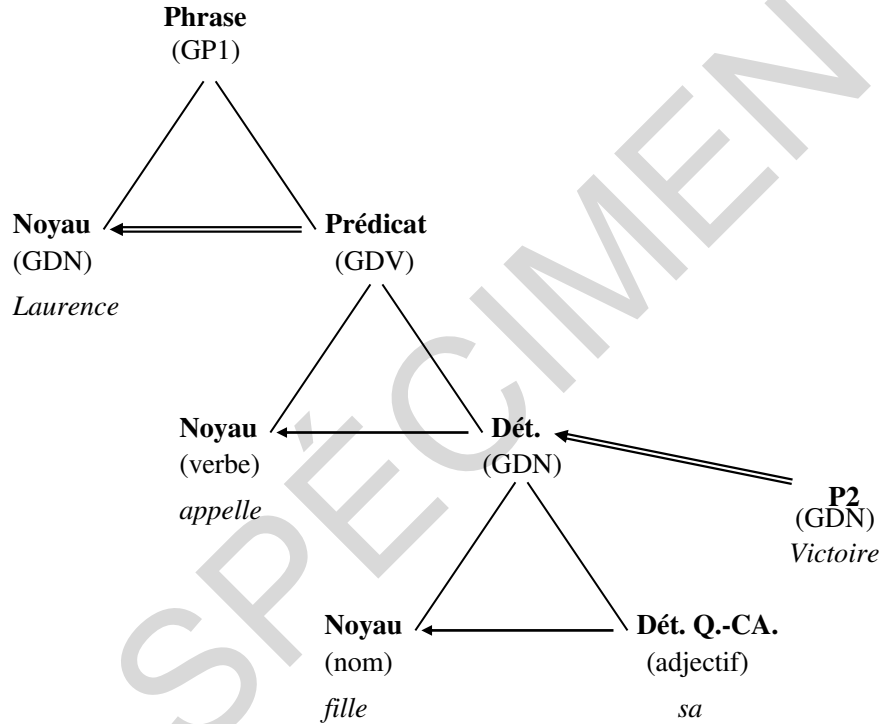 Phrase
(GP1)
Noyau Prédicat
(GDN) (GDV)
Laurence
Noyau Dét.
(verbe) (GDN)
appelle
P2
(GDN)
Victoire
Noyau Dét. Q.-CA.
(nom) (adjectif)
fille sa
SPÉCIMEN